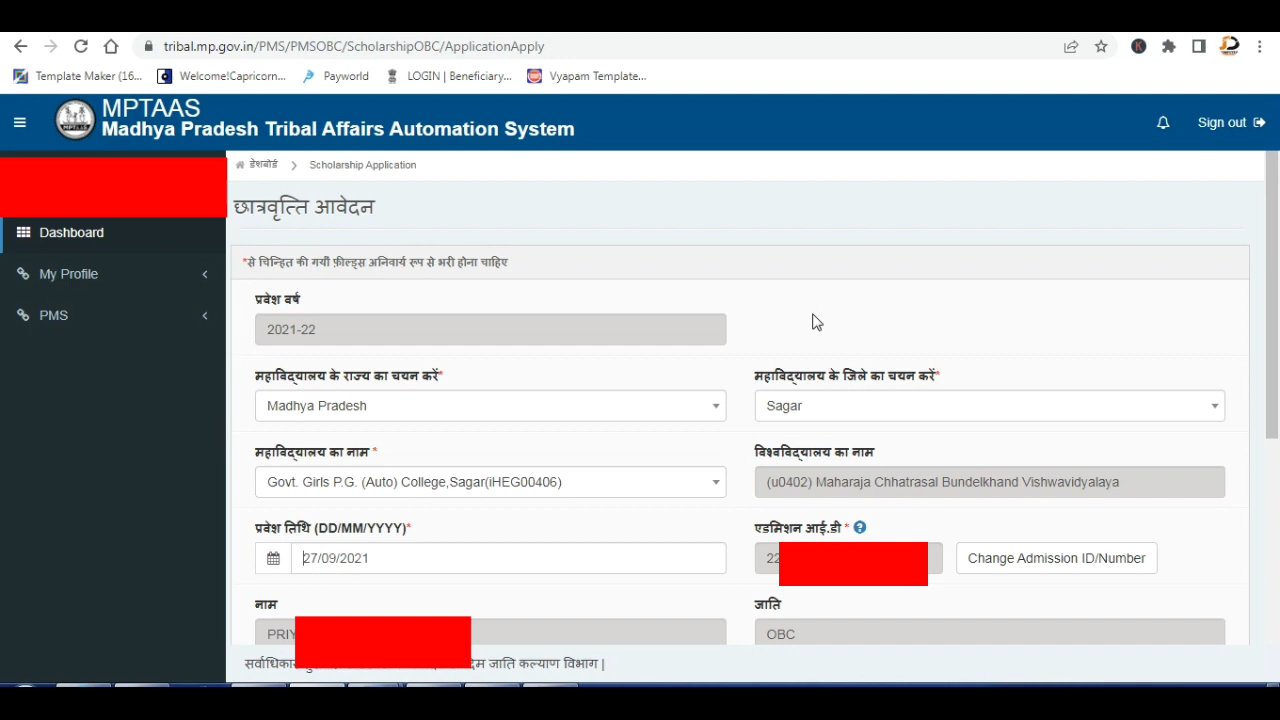 tribal.mp.gov.in/PMS/PMSOBC/ScholarshipOBC/ApplicationApply
Template Maker (16... Welcome!Capricorn... Payworld LOGIN | Beneficiary... Vyapam Template...
MPTAAS
Madhya Pradesh Tribal Affairs Automation System
Sign out
डेशबोर्ड Scholarship Application
छात्रवृत्ति आवेदन
Dashboard
My Profile
PMS
*से चिन्हित की गयीं फ़ील्ड्स अनिवार्य रूप से भरी होना चाहिए
प्रवेश वर्ष
2021-22
महाविद्यालय के राज्य का चयन करें* महाविद्यालय के जिले का चयन करें*
Madhya Pradesh Sagar
महाविद्यालय का नाम * विश्वविद्यालय का नाम
Govt. Girls P.G. (Auto) College,Sagar(iHEG00406) (u0402) Maharaja Chhatrasal Bundelkhand Vishwavidyalaya
प्रवेश तिथि (DD/MM/YYYY)* एडमिशन आई.डी *
27/09/2021 22 Change Admission ID/Number
नाम जाति
PRIY OBC
जाति कल्याण विभाग |